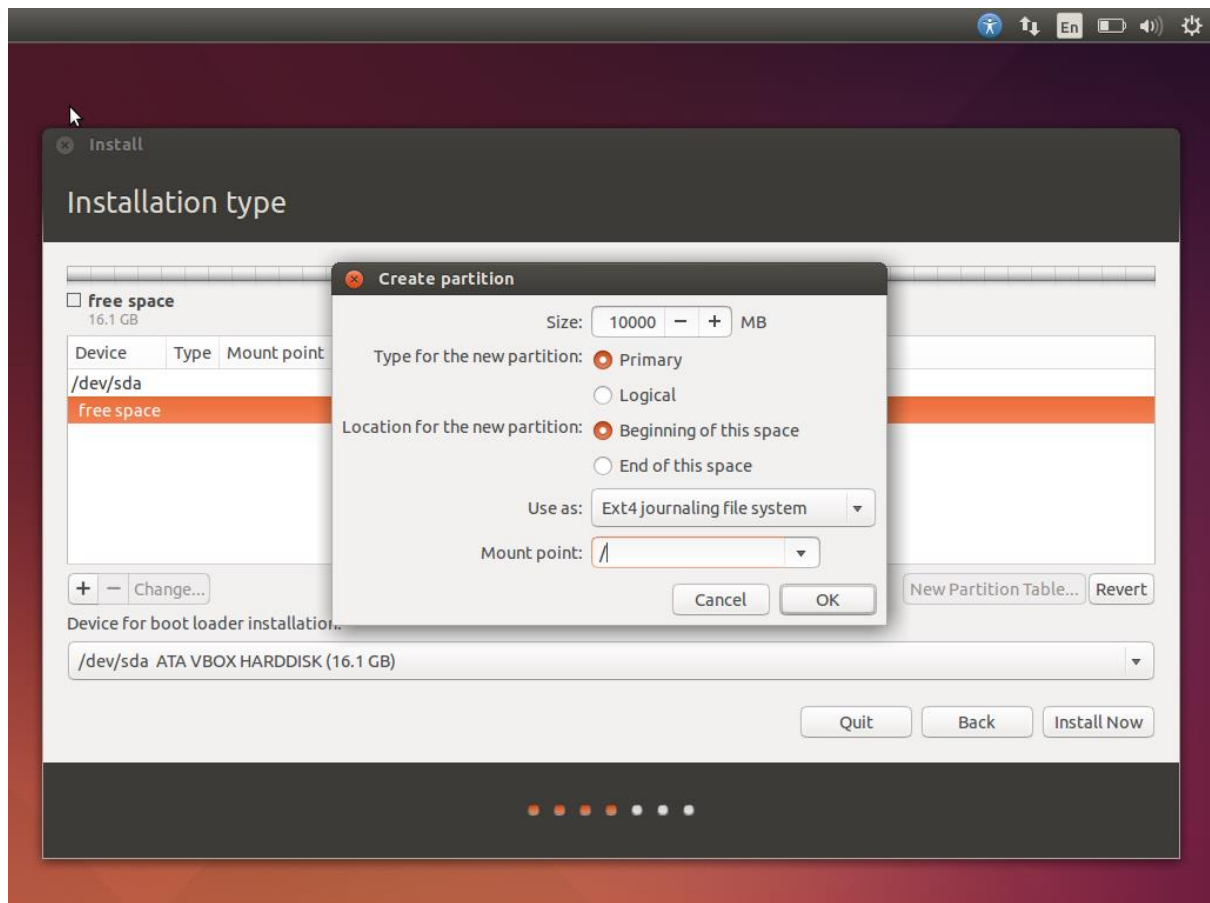 En
Install
Installation type
Create partition
free space
16.1 GB
Size: 10000 − + MB
Device Type Mount point
Type for the new partition: Primary
/dev/sda
Logical
free space
Location for the new partition: Beginning of this space
End of this space
Use as: Ext4 journaling file system
Mount point: /
+ − Change...
Cancel OK
New Partition Table... Revert
Device for boot loader installation:
/dev/sda ATA VBOX HARDDISK (16.1 GB)
Quit Back Install Now